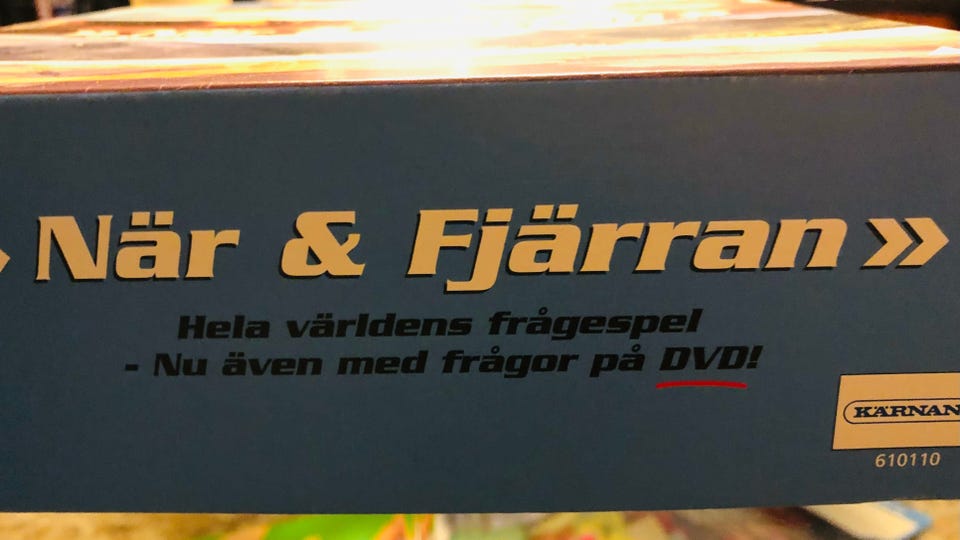 När & Fjärran »
Hela världens frågespel
- Nu även med frågor på DVD!
KÄRNAN
610110